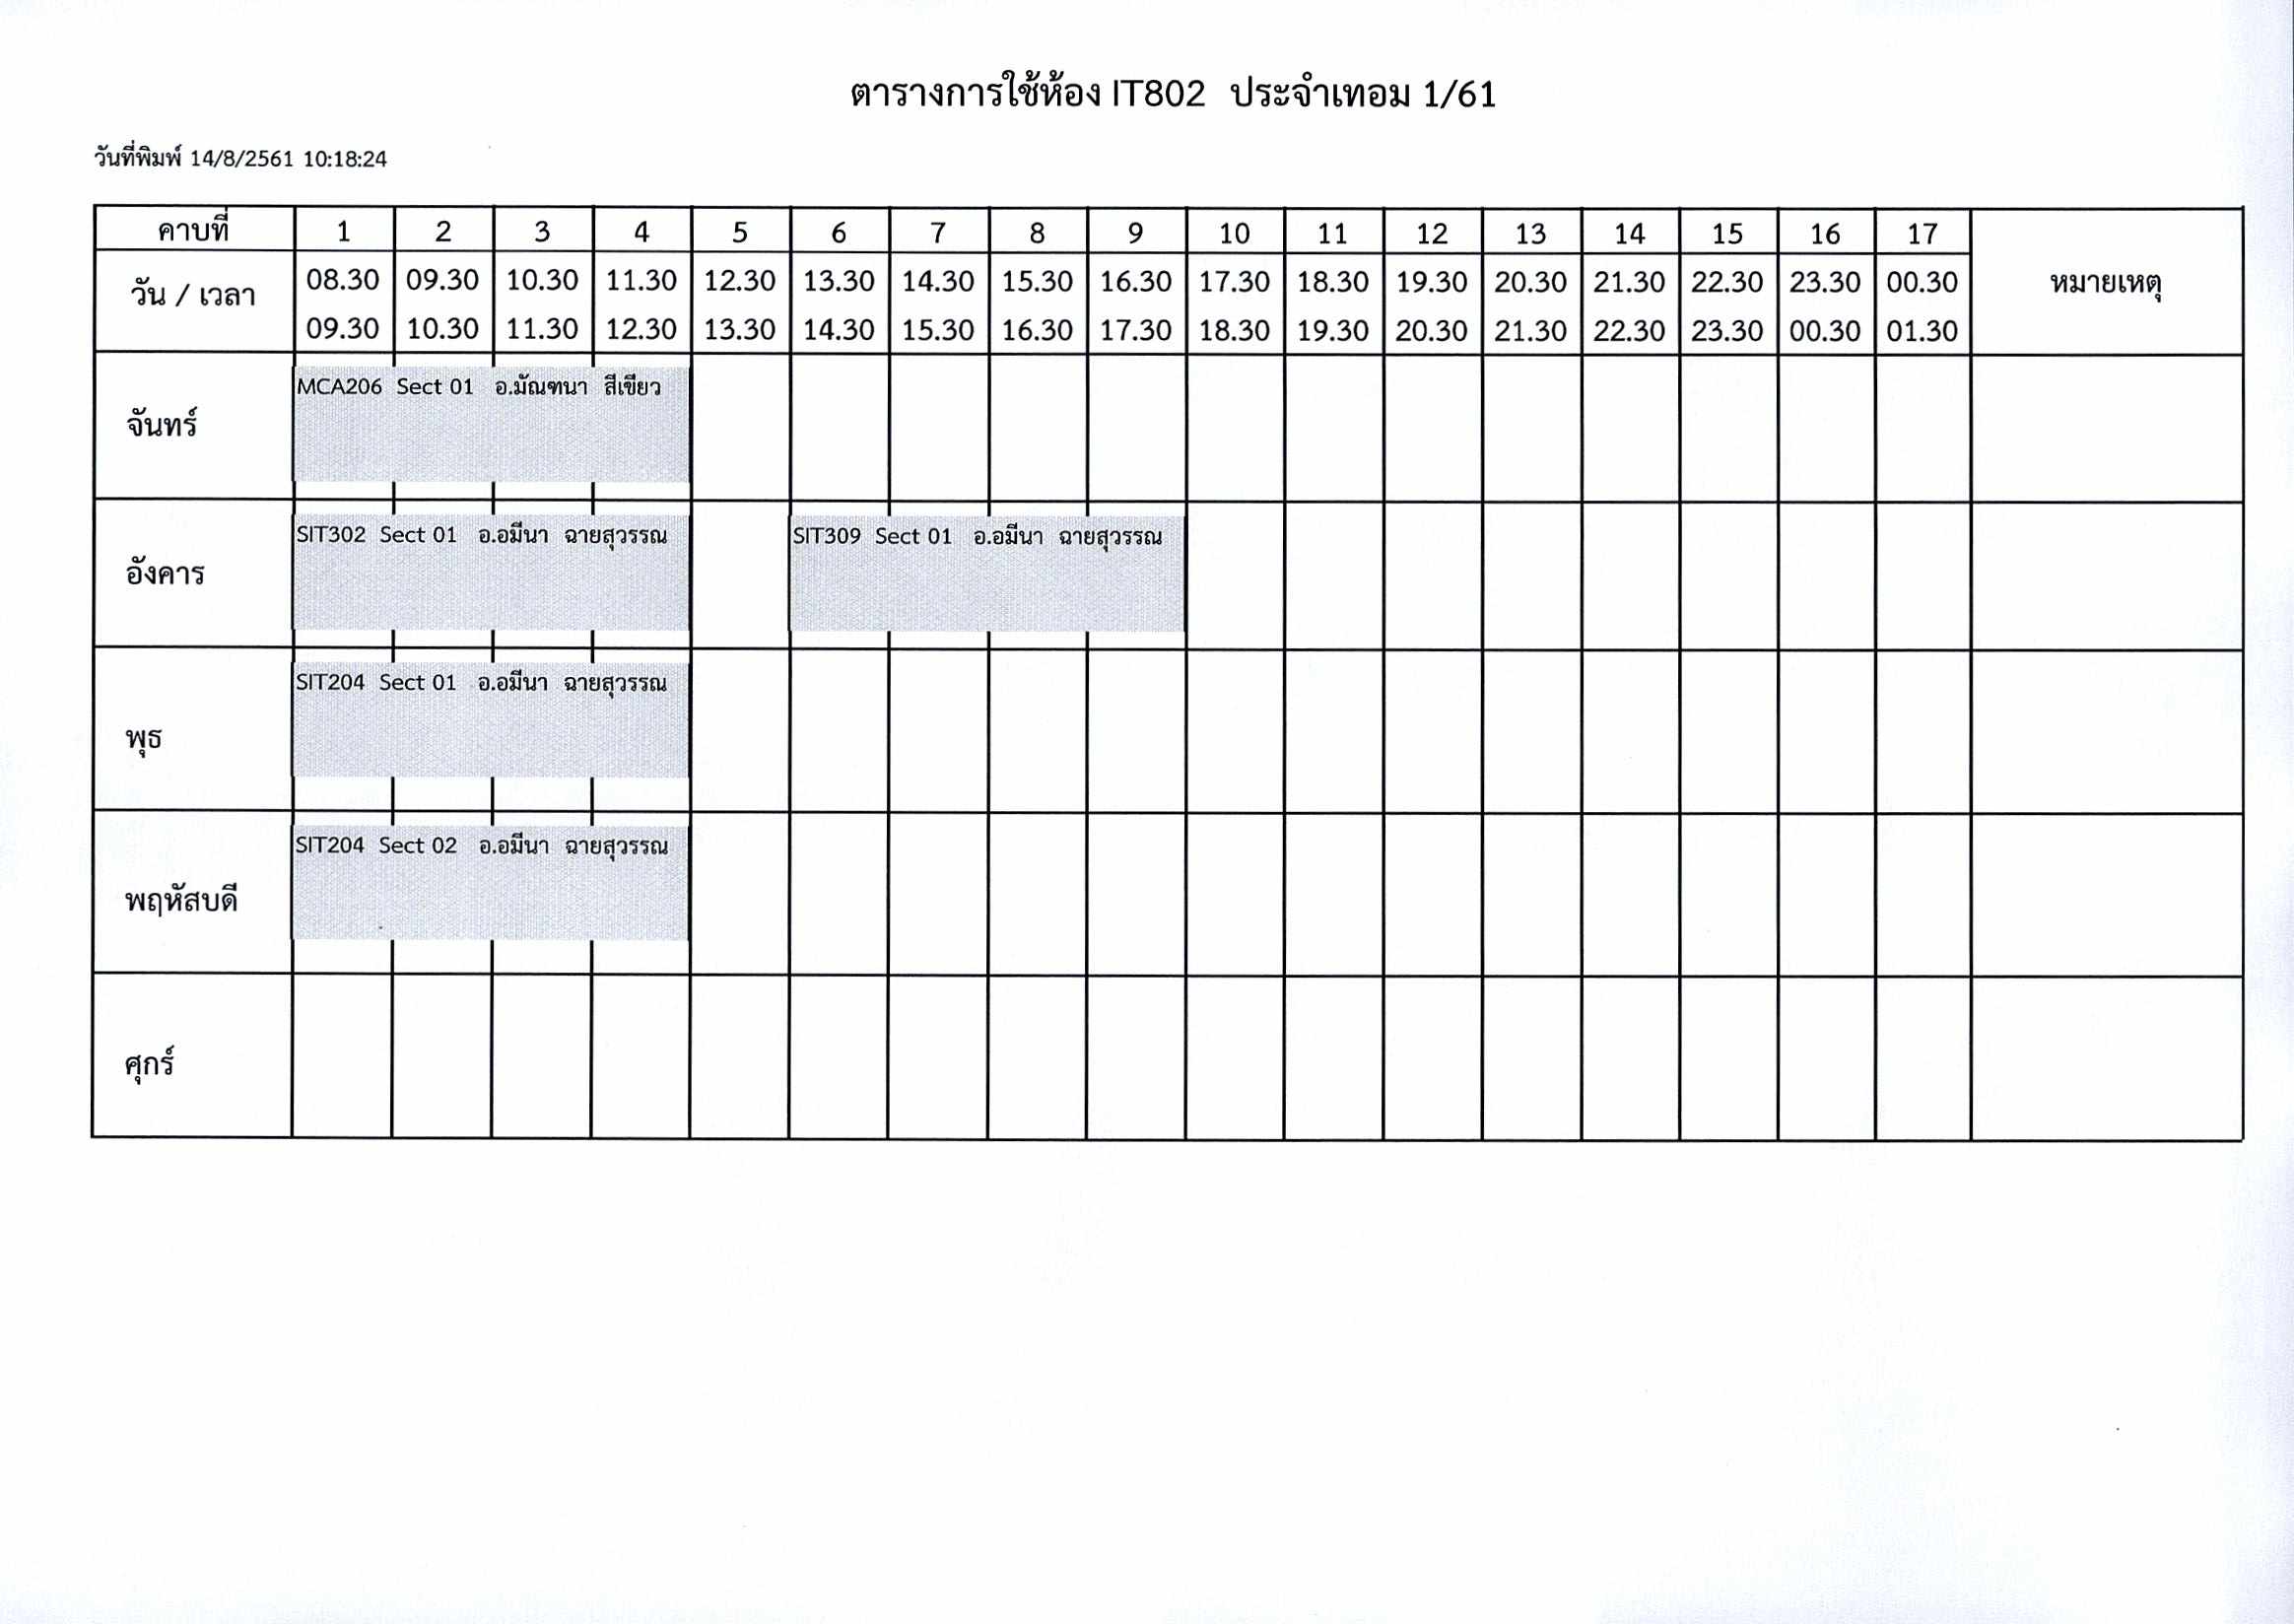 ตารางการใช้ห้อง IT802 ประจำเทอม 1/61
วันที่พิมพ์ 14/8/2561 10:18:24
คาบที่ 1 2 3 4 5 6 7 8 9 10 11 12 13 14 15 16 17
วัน / เวลา 08.30 09.30 10.30 11.30 12.30 13.30 14.30 15.30 16.30 17.30 18.30 19.30 20.30 21.30 22.30 23.30 00.30 หมายเหตุ
09.30 10.30 11.30 12.30 13.30 14.30 15.30 16.30 17.30 18.30 19.30 20.30 21.30 22.30 23.30 00.30 01.30
จันทร์ MCA206 Sect 01 อ.มัณฑนา สีเขียว
อังคาร SIT302 Sect 01 อ.อมีนา ฉายสุวรรณ SIT309 Sect 01 อ.อมีนา ฉายสุวรรณ
พุธ SIT204 Sect 01 อ.อมีนา ฉายสุวรรณ
พฤหัสบดี SIT204 Sect 02 อ.อมีนา ฉายสุวรรณ
ศุกร์